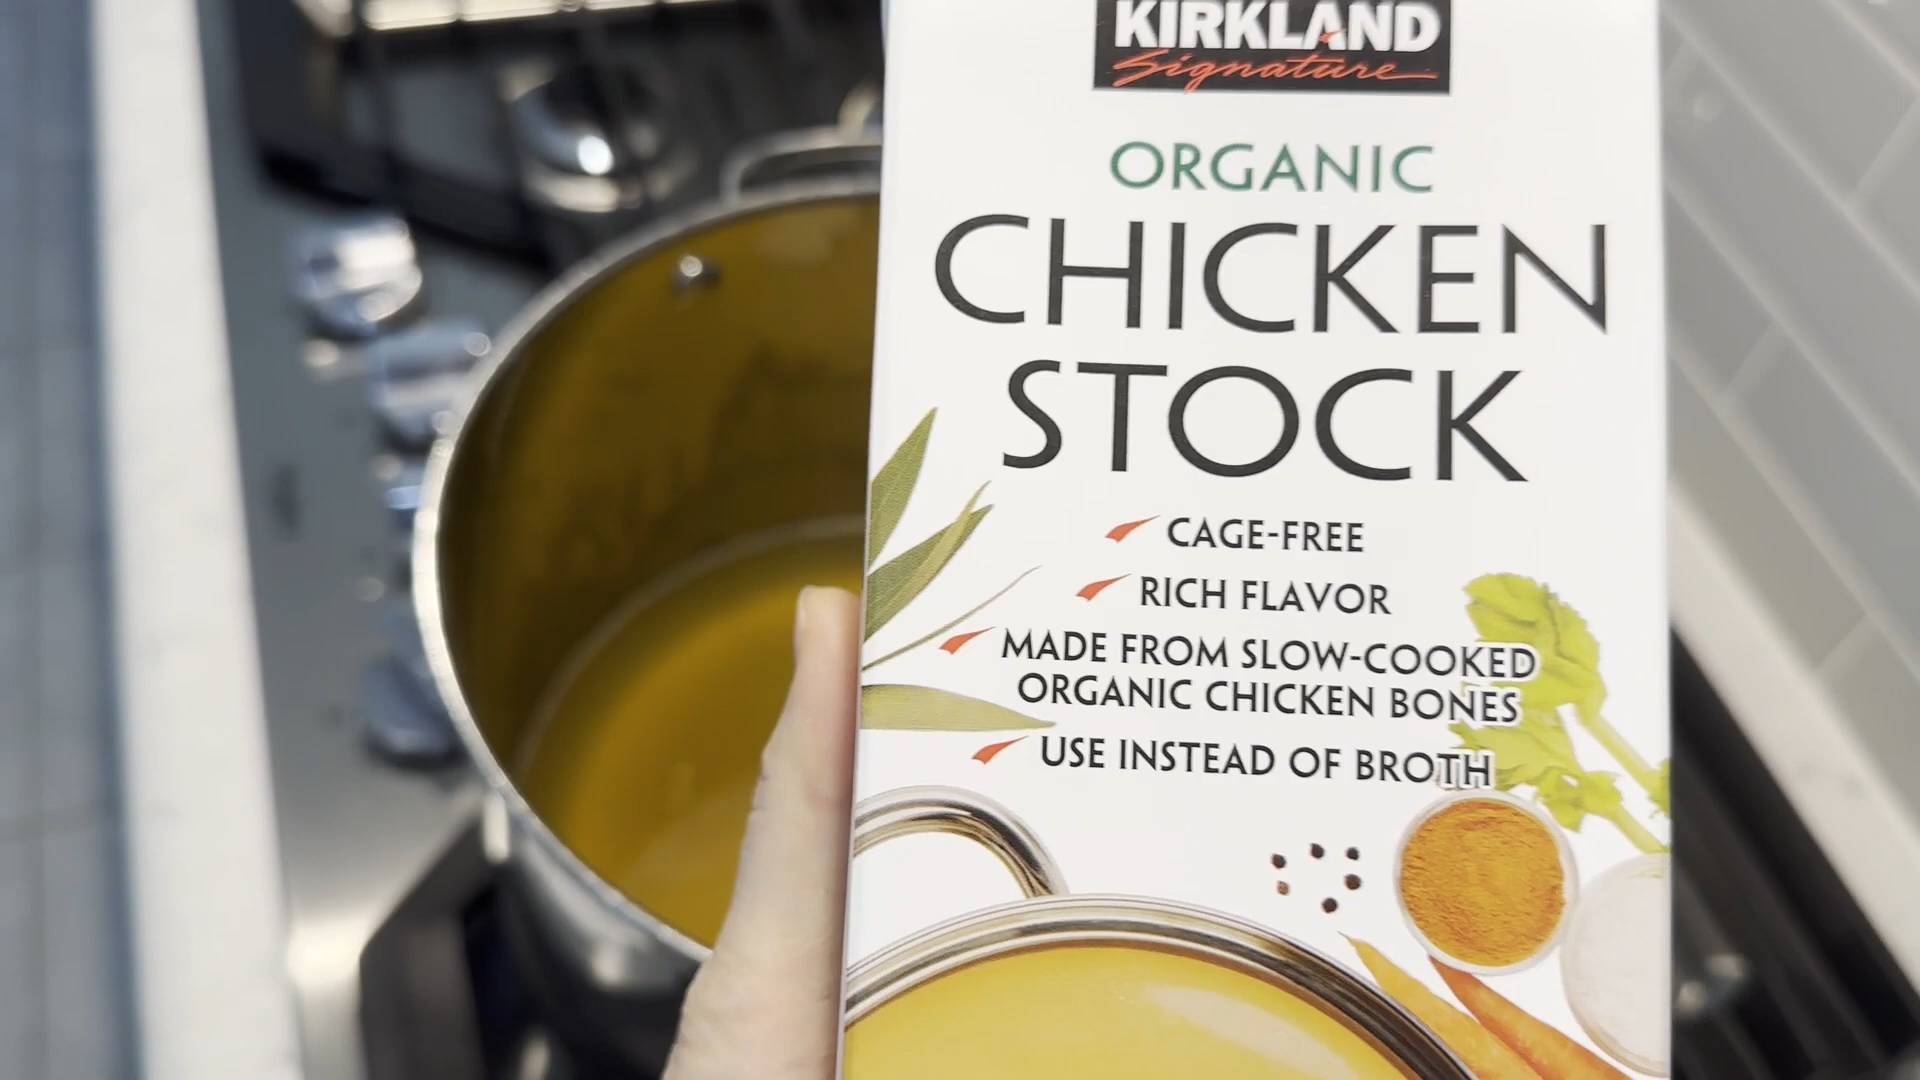 KIRKLAND
Signature
ORGANIC
CHICKEN
STOCK
CAGE-FREE
RICH FLAVOR
MADE FROM SLOW-COOKED
ORGANIC CHICKEN BONES
USE INSTEAD OF BROTH